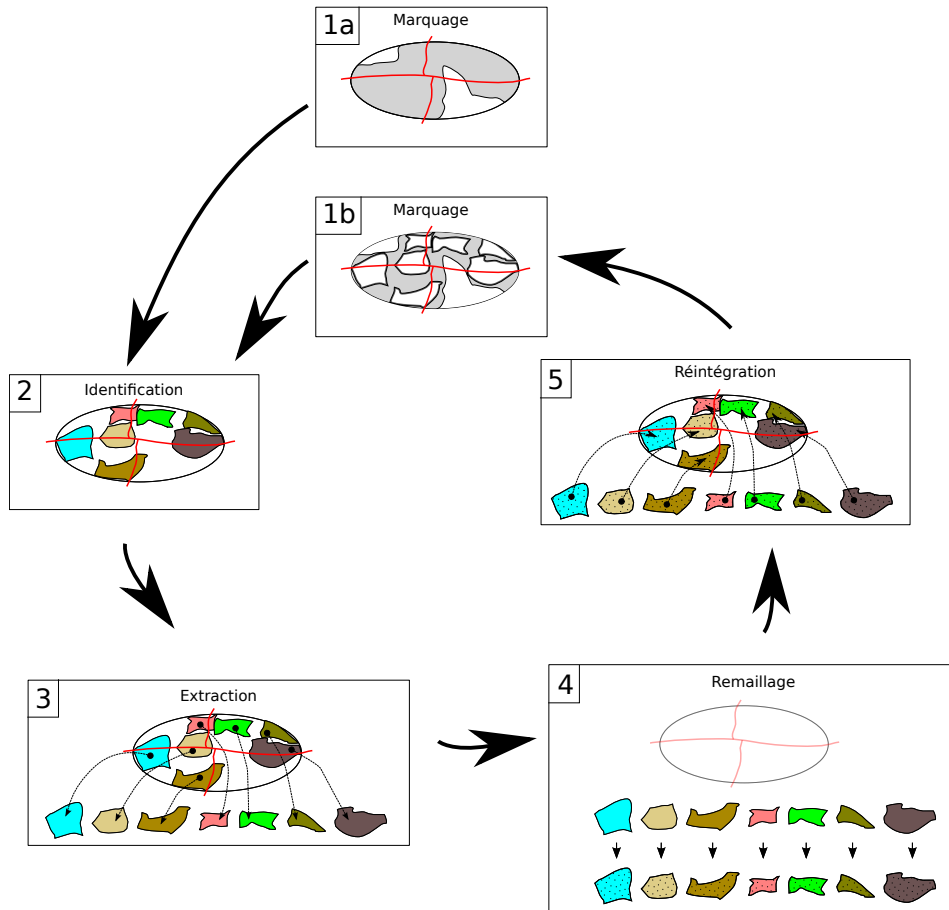 1a
Marquage
1b
Marquage
2
Identification
5
Réintégration
3
Extraction
4
Remaillage